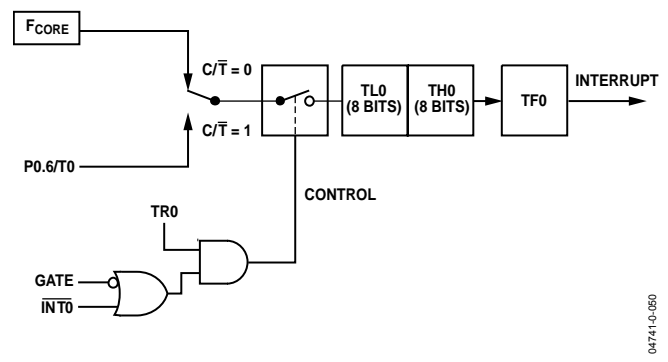 FCORE
C/T̅ = 0
C/T̅ = 1
P0.6/T0
TL0
(8 BITS)
TH0
(8 BITS)
TF0
INTERRUPT
CONTROL
TR0
GATE
I̅N̅T̅0̅
04741-0-050